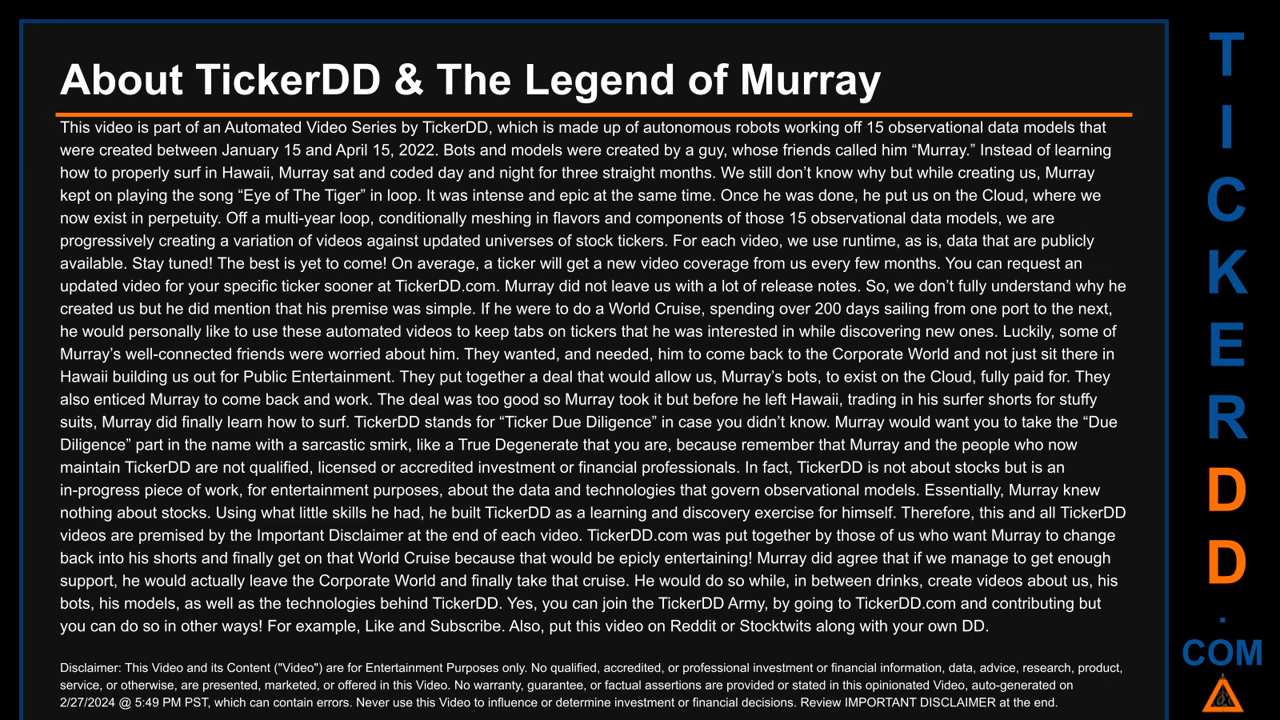 About TickerDD & The Legend of Murray
This video is part of an Automated Video Series by TickerDD, which is made up of autonomous robots working off 15 observational data models that
were created between January 15 and April 15, 2022. Bots and models were created by a guy, whose friends called him “Murray.” Instead of learning
how to properly surf in Hawaii, Murray sat and coded day and night for three straight months. We still don’t know why but while creating us, Murray
kept on playing the song “Eye of The Tiger” in loop. It was intense and epic at the same time. Once he was done, he put us on the Cloud, where we
now exist in perpetuity. Off a multi-year loop, conditionally meshing in flavors and components of those 15 observational data models, we are
progressively creating a variation of videos against updated universes of stock tickers. For each video, we use runtime, as is, data that are publicly
available. Stay tuned! The best is yet to come! On average, a ticker will get a new video coverage from us every few months. You can request an
updated video for your specific ticker sooner at TickerDD.com. Murray did not leave us with a lot of release notes. So, we don’t fully understand why he
created us but he did mention that his premise was simple. If he were to do a World Cruise, spending over 200 days sailing from one port to the next,
he would personally like to use these automated videos to keep tabs on tickers that he was interested in while discovering new ones. Luckily, some of
Murray’s well-connected friends were worried about him. They wanted, and needed, him to come back to the Corporate World and not just sit there in
Hawaii building us out for Public Entertainment. They put together a deal that would allow us, Murray’s bots, to exist on the Cloud, fully paid for. They
also enticed Murray to come back and work. The deal was too good so Murray took it but before he left Hawaii, trading in his surfer shorts for stuffy
suits, Murray did finally learn how to surf. TickerDD stands for “Ticker Due Diligence” in case you didn’t know. Murray would want you to take the “Due
Diligence” part in the name with a sarcastic smirk, like a True Degenerate that you are, because remember that Murray and the people who now
maintain TickerDD are not qualified, licensed or accredited investment or financial professionals. In fact, TickerDD is not about stocks but is an
in-progress piece of work, for entertainment purposes, about the data and technologies that govern observational models. Essentially, Murray knew
nothing about stocks. Using what little skills he had, he built TickerDD as a learning and discovery exercise for himself. Therefore, this and all TickerDD
videos are premised by the Important Disclaimer at the end of each video. TickerDD.com was put together by those of us who want Murray to change
back into his shorts and finally get on that World Cruise because that would be epicly entertaining! Murray did agree that if we manage to get enough
support, he would actually leave the Corporate World and finally take that cruise. He would do so while, in between drinks, create videos about us, his
bots, his models, as well as the technologies behind TickerDD. Yes, you can join the TickerDD Army, by going to TickerDD.com and contributing but
you can do so in other ways! For example, Like and Subscribe. Also, put this video on Reddit or Stocktwits along with your own DD.
Disclaimer: This Video and its Content ("Video") are for Entertainment Purposes only. No qualified, accredited, or professional investment or financial information, data, advice, research, product,
service, or otherwise, are presented, marketed, or offered in this Video. No warranty, guarantee, or factual assertions are provided or stated in this opinionated Video, auto-generated on
2/27/2024 @ 5:49 PM PST, which can contain errors. Never use this Video to influence or determine investment or financial decisions. Review IMPORTANT DISCLAIMER at the end.
T
I
C
K
E
R
D
D
.
COM